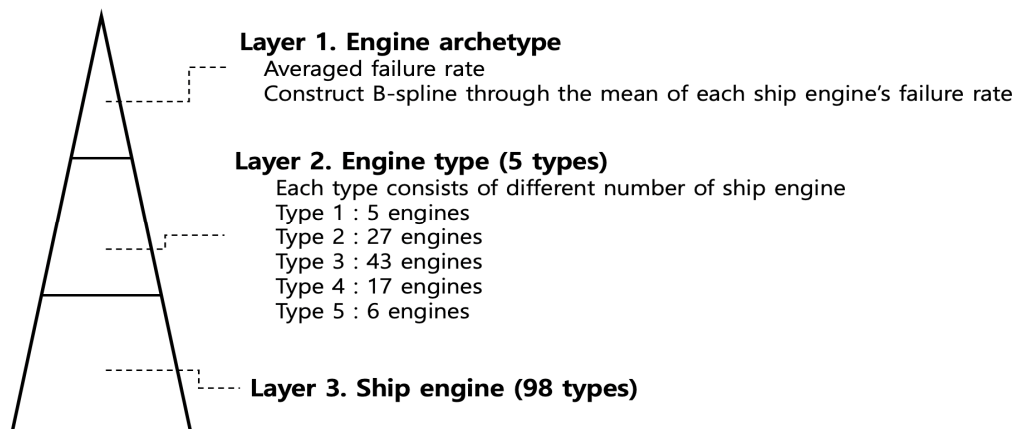 Layer 1. Engine archetype
Averaged failure rate
Construct B-spline through the mean of each ship engine's failure rate
Layer 2. Engine type (5 types)
Each type consists of different number of ship engine
Type 1 : 5 engines
Type 2 : 27 engines
Type 3 : 43 engines
Type 4 : 17 engines
Type 5 : 6 engines
Layer 3. Ship engine (98 types)